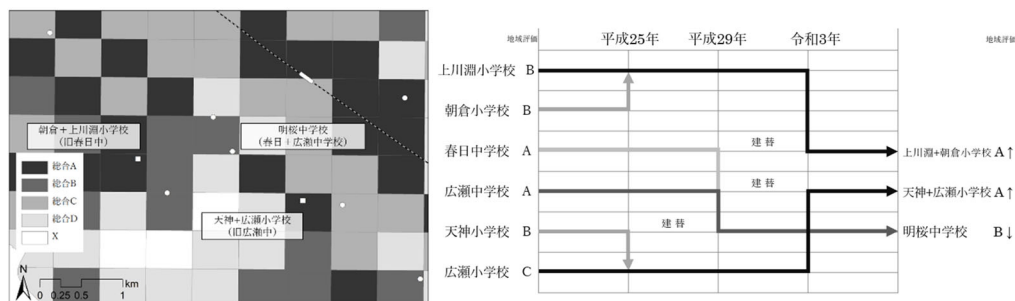 朝倉+上川淵小学校
(旧春日中)
明桜中学校
(春日+広瀬中学校)
天神+広瀬小学校
(旧広瀬中)
総合A
総合B
総合C
総合D
X
N
0 0.25 0.5 1
km
地域評価 平成25年 平成29年 令和3年 地域評価
上川淵小学校 B
朝倉小学校 B
春日中学校 A
広瀬中学校 A
天神小学校 B
広瀬小学校 C
建替
建替
建替
上川淵+朝倉小学校 A↑
天神+広瀬小学校 A↑
明桜中学校 B↓